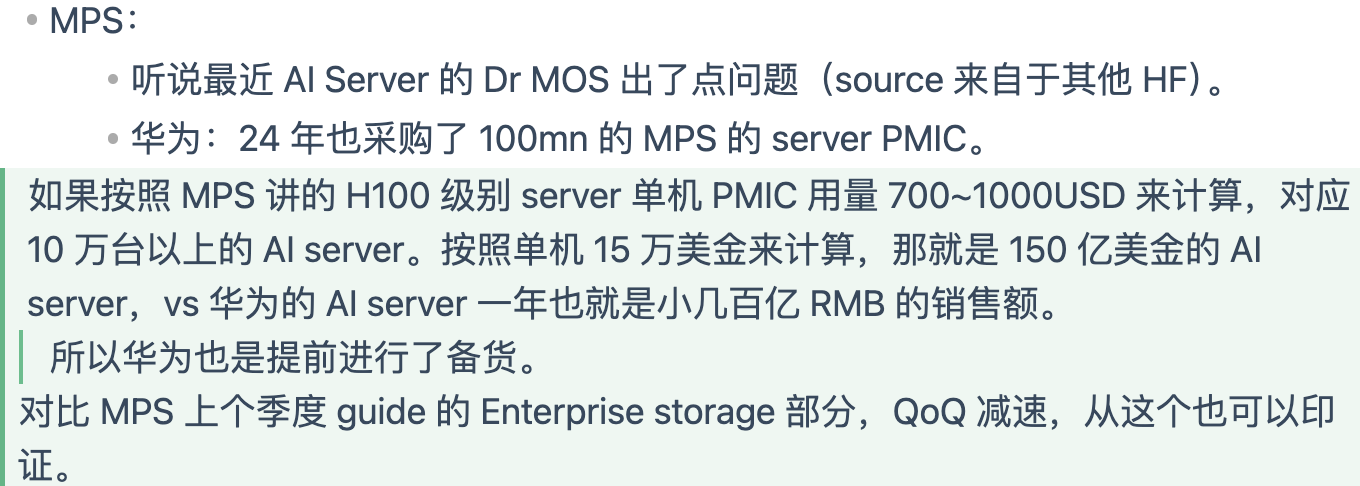 MPS：
听说最近 AI Server 的 Dr MOS 出了点问题（source 来自于其他 HF）。
华为：24 年也采购了 100mn 的 MPS 的 server PMIC。
如果按照 MPS 讲的 H100 级别 server 单机 PMIC 用量 700~1000USD 来计算，对应
10 万台以上的 AI server。按照单机 15 万美金来计算，那就是 150 亿美金的 AI
server，vs 华为的 AI server 一年也就是小几百亿 RMB 的销售额。
所以华为也是提前进行了备货。
对比 MPS 上个季度 guide 的 Enterprise storage 部分，QoQ 减速，从这个也可以印
证。